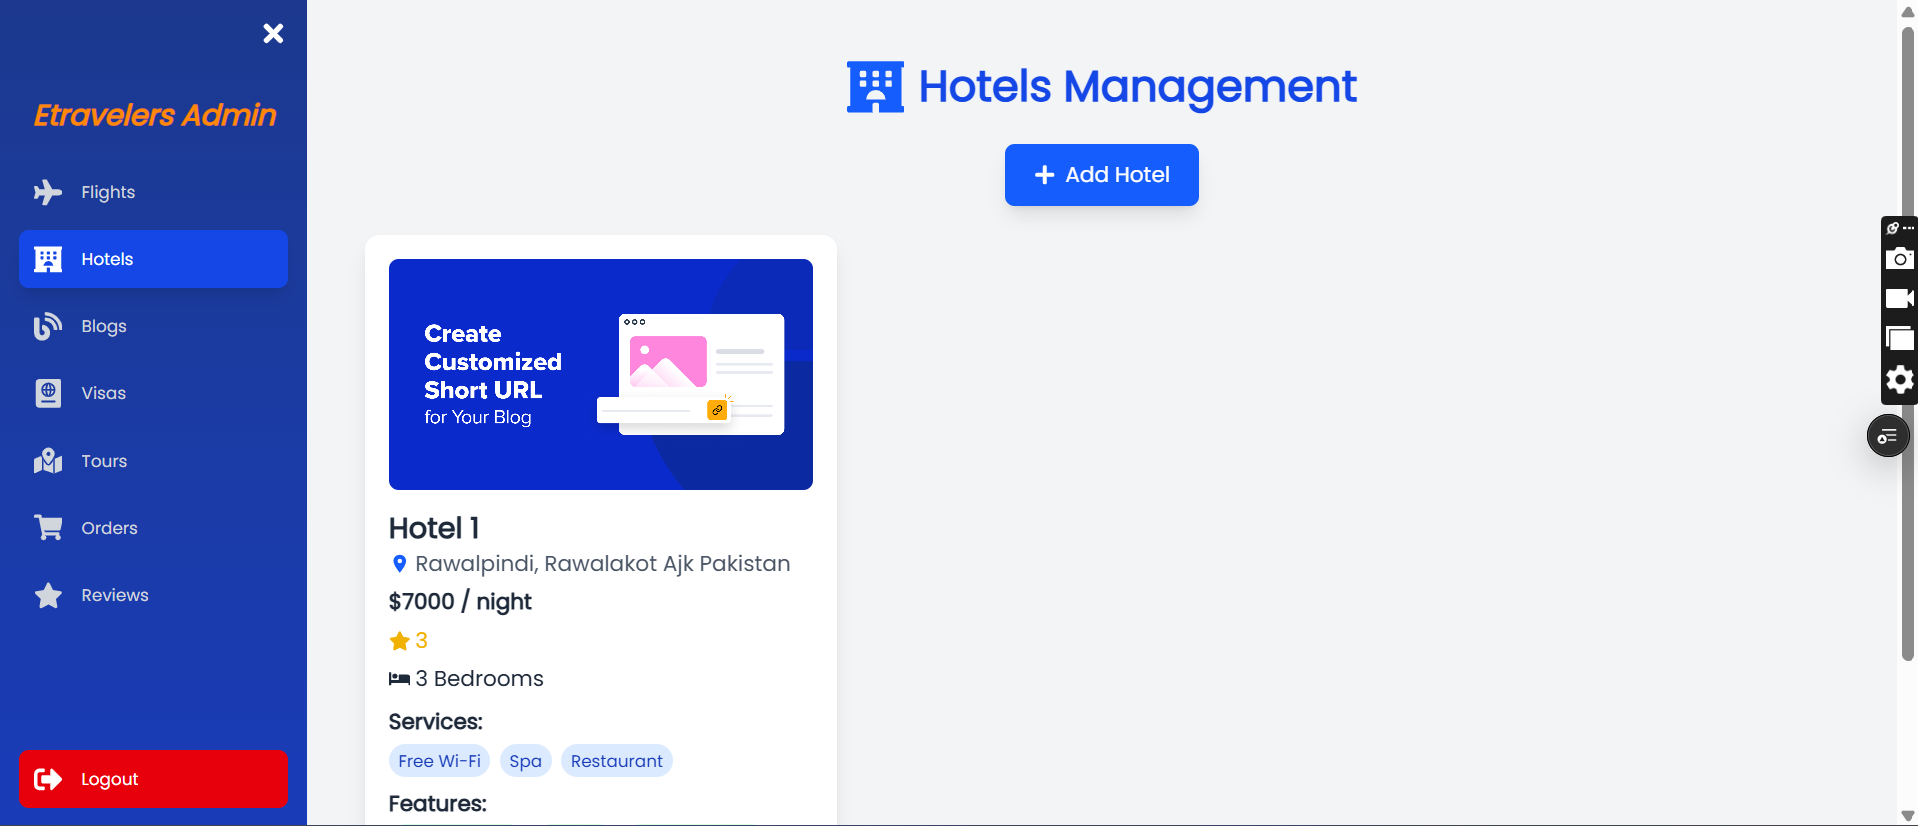 Etravelers Admin
Flights
Hotels
Blogs
Visas
Tours
Orders
Reviews
Logout
Hotels Management
Add Hotel
Create
Customized
Short URL
for Your Blog
Hotel 1
Rawalpindi, Rawalakot Ajk Pakistan
$7000 / night
3
3 Bedrooms
Services:
Free Wi-Fi Spa Restaurant
Features: